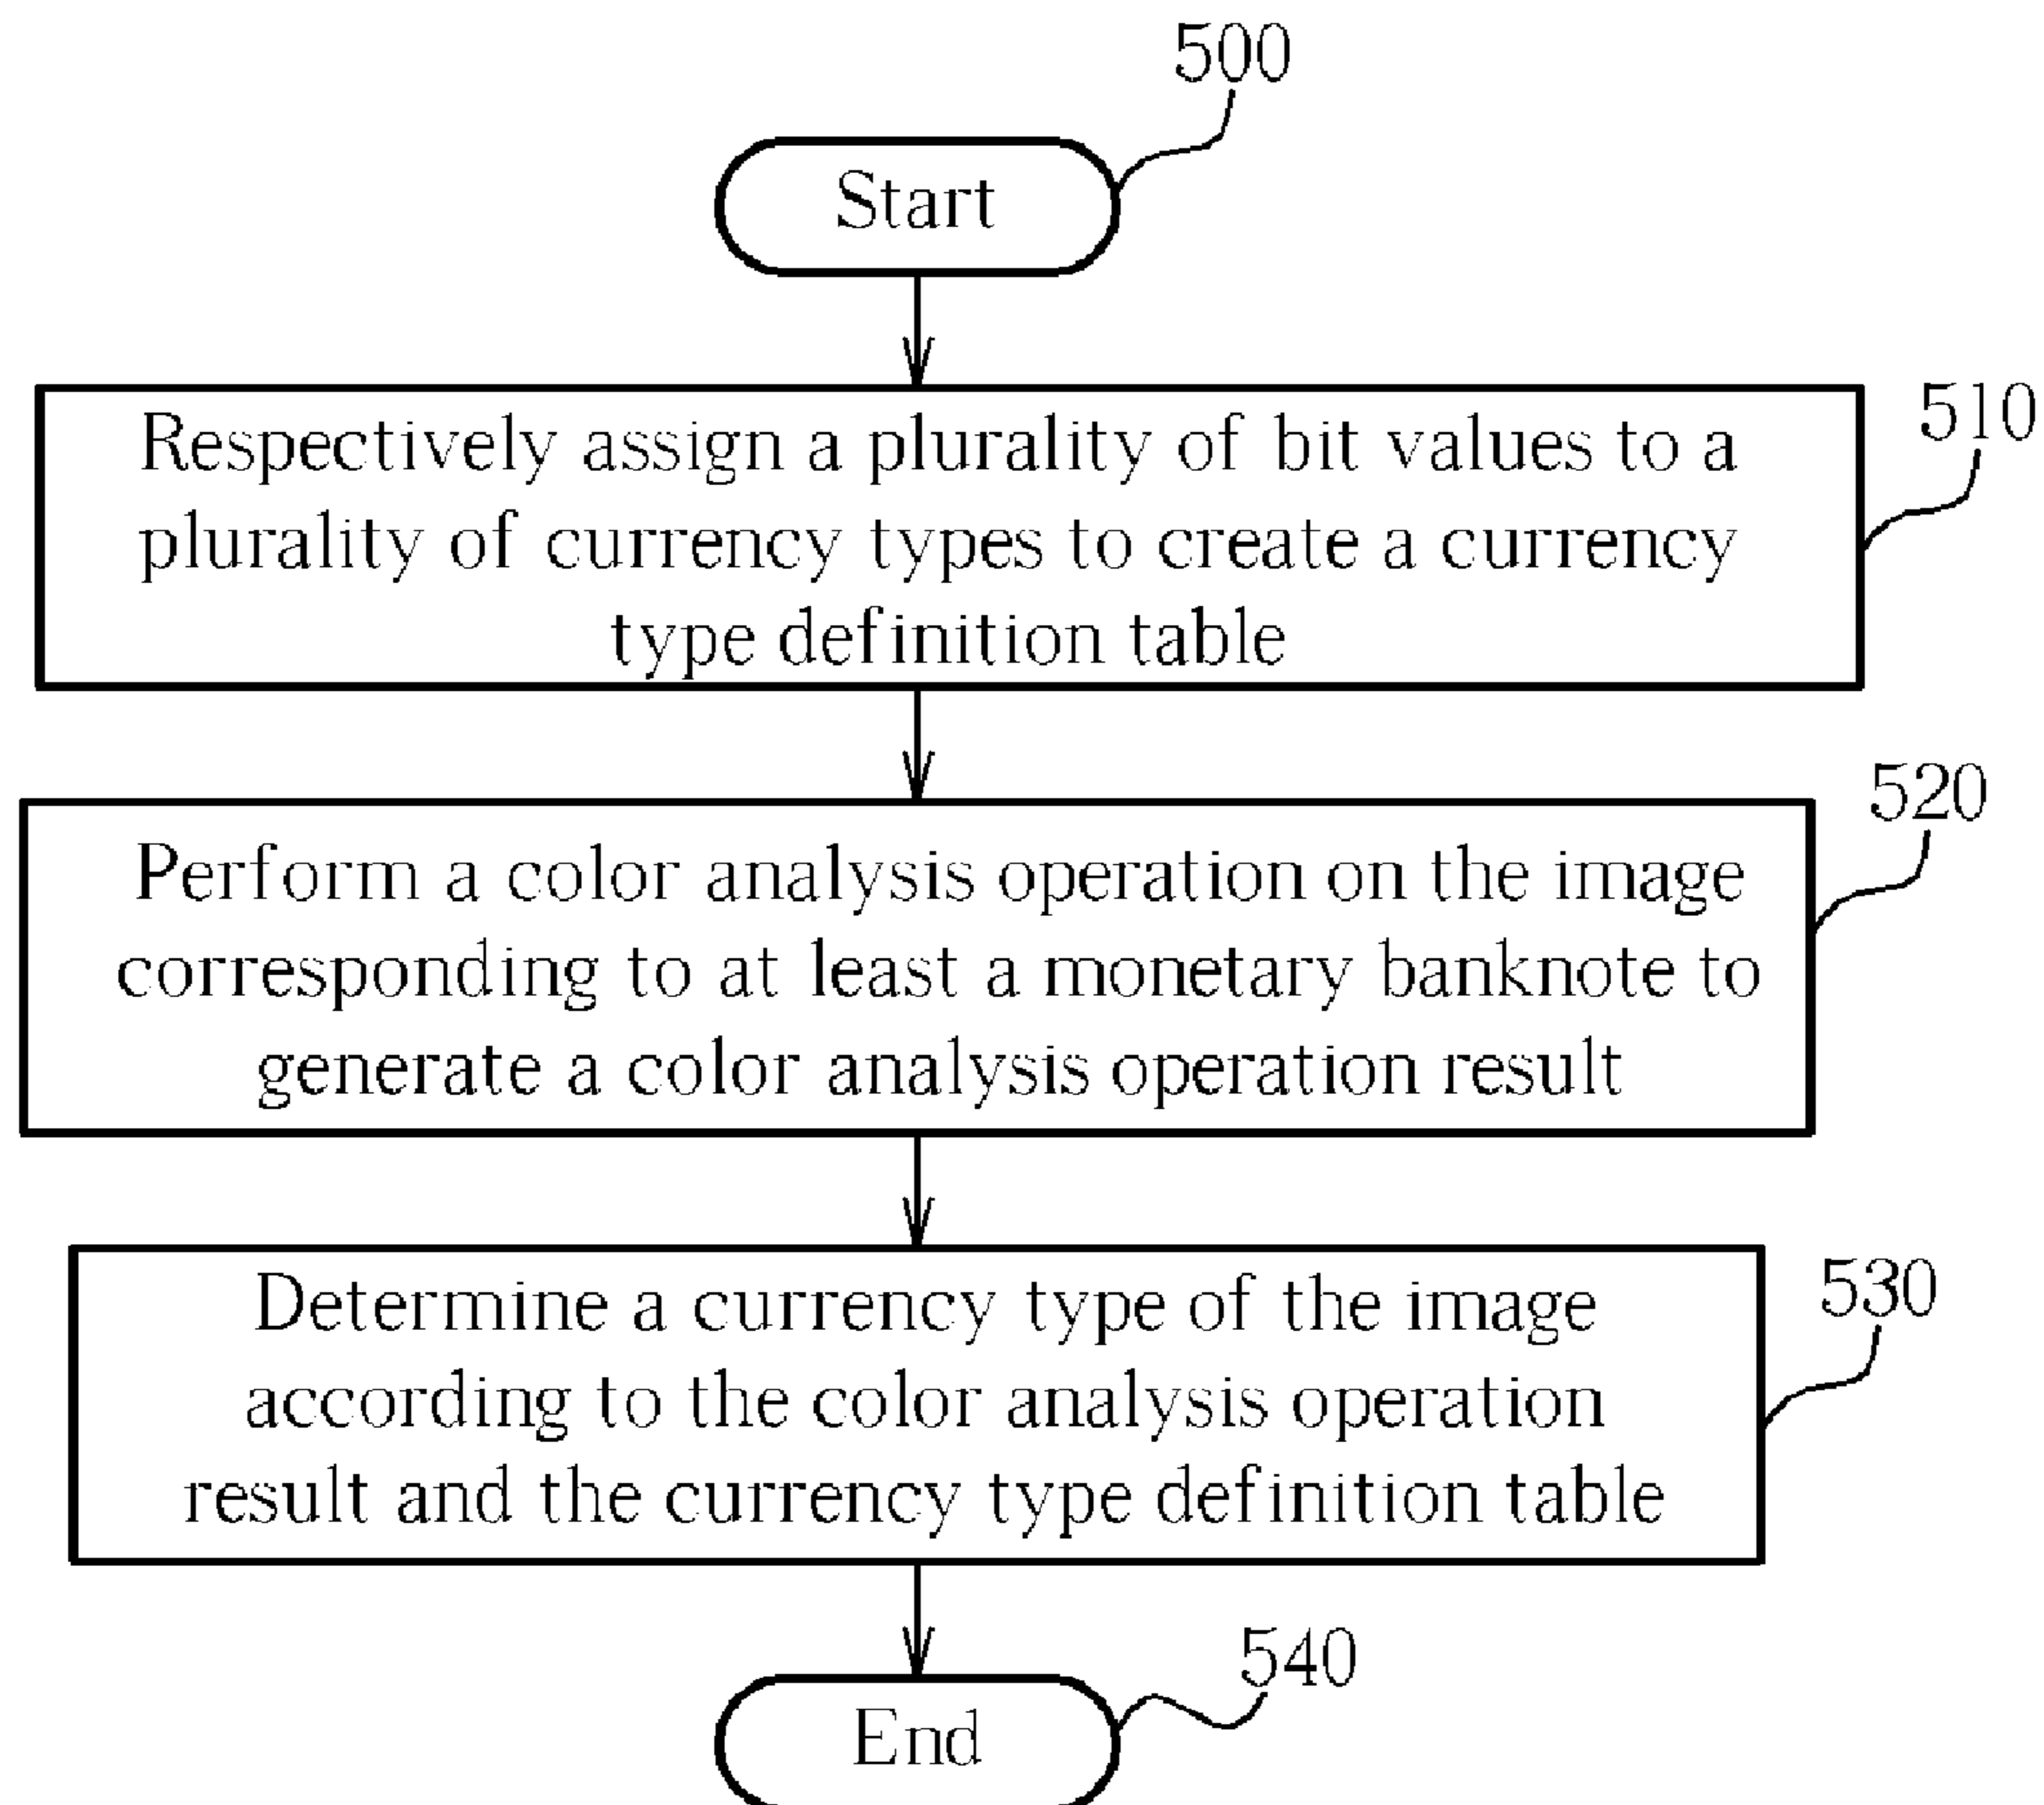 500
Start
510
Respectively assign a plurality of bit values to a
plurality of currency types to create a currency
type definition table
520
Perform a color analysis operation on the image
corresponding to at least a monetary banknote to
generate a color analysis operation result
530
Determine a currency type of the image
according to the color analysis operation
result and the currency type definition table
540
End